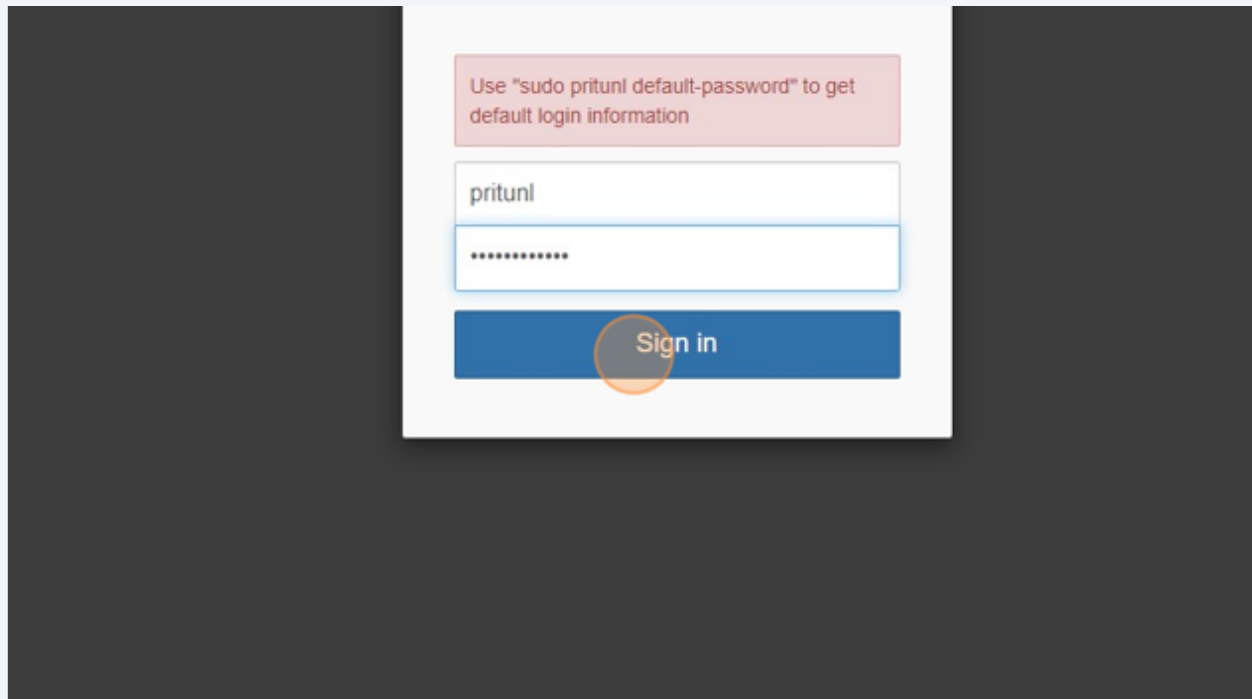 Use "sudo pritunl default-password" to get
default login information
pritunl
••••••••••••
Sign in